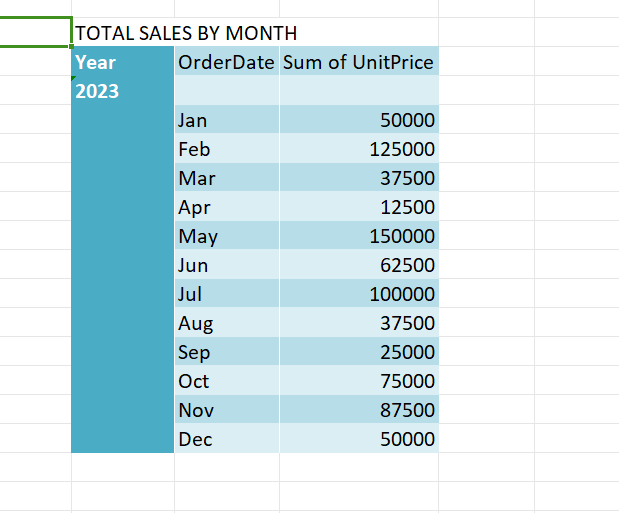 TOTAL SALES BY MONTH
Year OrderDate Sum of UnitPrice
2023
Jan 50000
Feb 125000
Mar 37500
Apr 12500
May 150000
Jun 62500
Jul 100000
Aug 37500
Sep 25000
Oct 75000
Nov 87500
Dec 50000